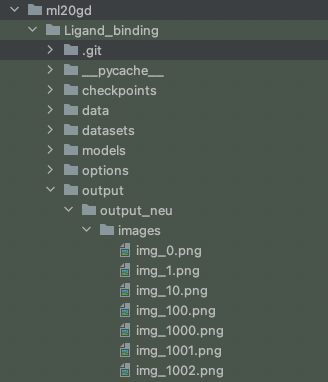 ml20gd
Ligand_binding
.git
__pycache__
checkpoints
data
datasets
models
options
output
output_neu
images
img_0.png
img_1.png
img_10.png
img_100.png
img_1000.png
img_1001.png
img_1002.png